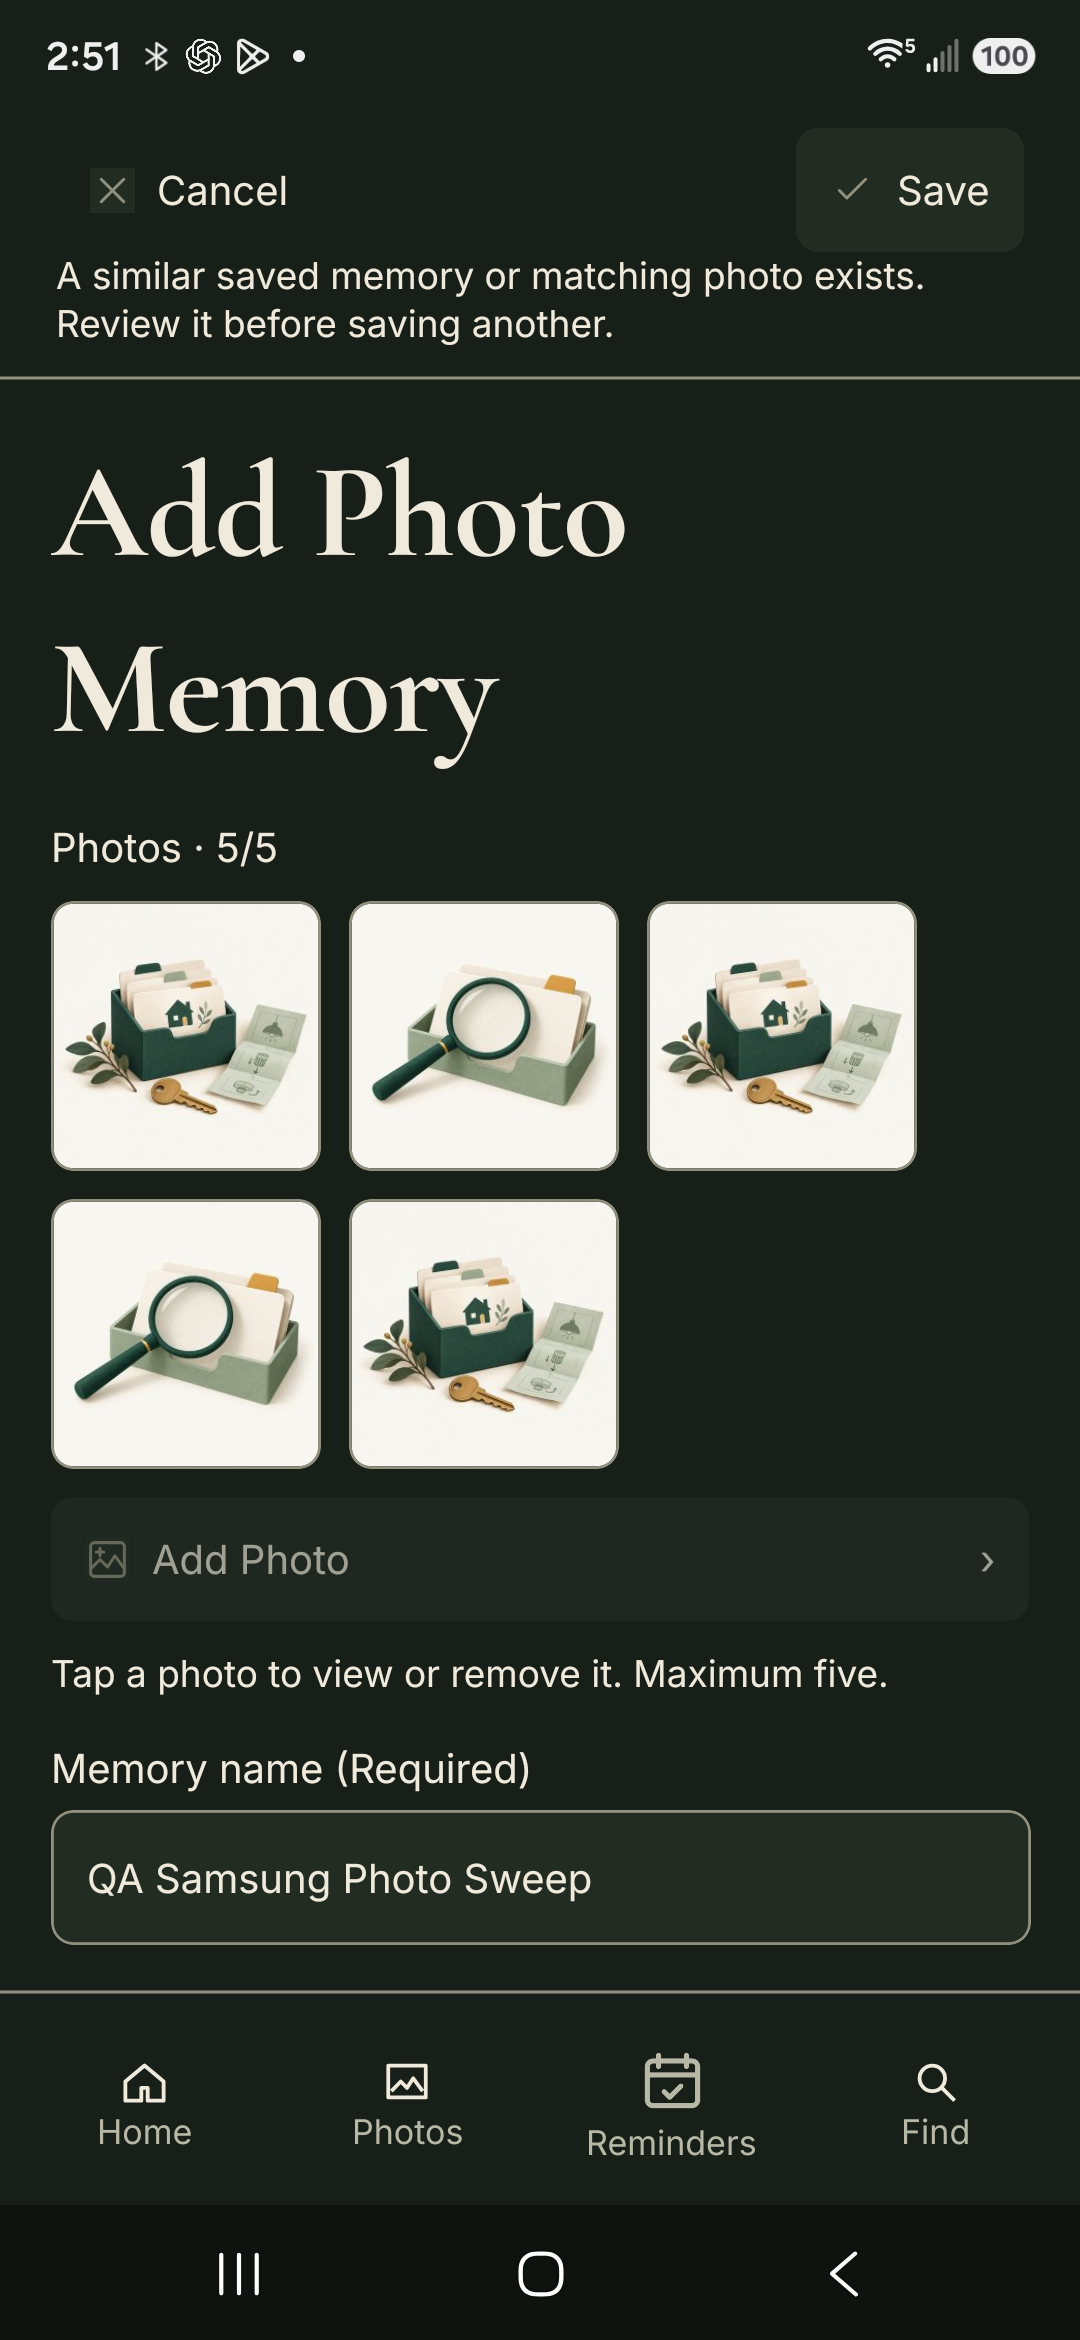 2:51
5
100
Cancel
Save
A similar saved memory or matching photo exists.
Review it before saving another.
Add Photo
Memory
Photos · 5/5
Add Photo
Tap a photo to view or remove it. Maximum five.
Memory name (Required)
QA Samsung Photo Sweep
Home
Photos
Reminders
Find